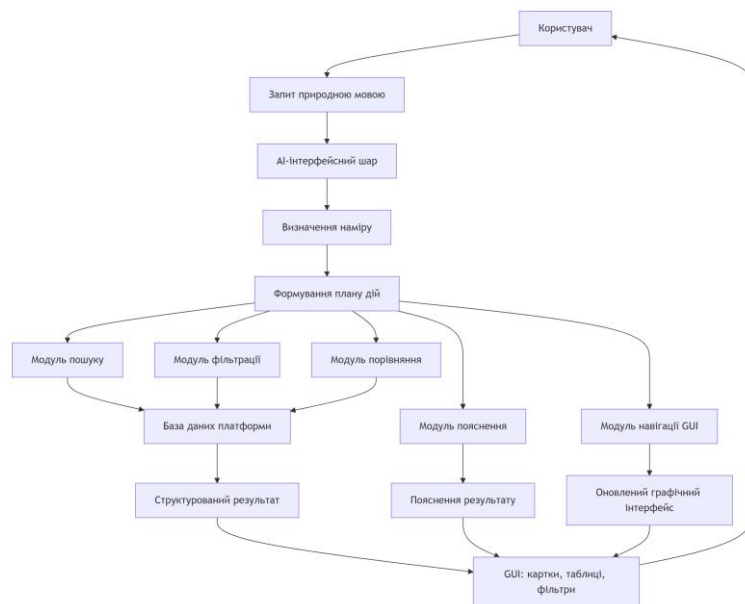 Користувач
Запит природною мовою
AI-інтерфейсний шар
Визначення наміру
Формування плану дій
Модуль пошуку
Модуль фільтрації
Модуль порівняння
База даних платформи
Модуль пояснення
Модуль навігації GUI
Структурований результат
Пояснення результату
Оновлений графічний
інтерфейс
GUI: картки, таблиці,
фільтри